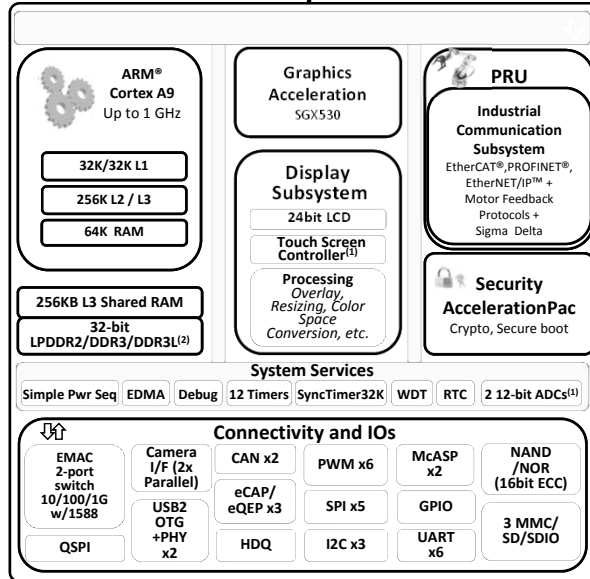 ARM®
Cortex A9
Up to 1 GHz
32K/32K L1
256K L2 / L3
64K RAM
256KB L3 Shared RAM
32-bit
LPDDR2/DDR3/DDR3L(2)
Graphics
Acceleration
SGX530
Display
Subsystem
24bit LCD
Touch Screen
Controller(1)
Processing
Overlay,
Resizing, Color
Space
Conversion, etc.
PRU
Industrial
Communication
Subsystem
EtherCAT®,PROFINET®,
EtherNET/IP™ +
Motor Feedback
Protocols +
Sigma Delta
Security
AccelerationPac
Crypto, Secure boot
System Services
Simple Pwr Seq
EDMA
Debug
12 Timers
SyncTimer32K
WDT
RTC
2 12-bit ADCs(1)
Connectivity and IOs
EMAC
2-port
switch
10/100/1G
w/1588
QSPI
Camera
I/F (2x
Parallel)
USB2
OTG
+PHY
x2
CAN x2
eCAP/
eQEP x3
HDQ
PWM x6
SPI x5
I2C x3
McASP
x2
GPIO
UART
x6
NAND
/NOR
(16bit ECC)
3 MMC/
SD/SDIO